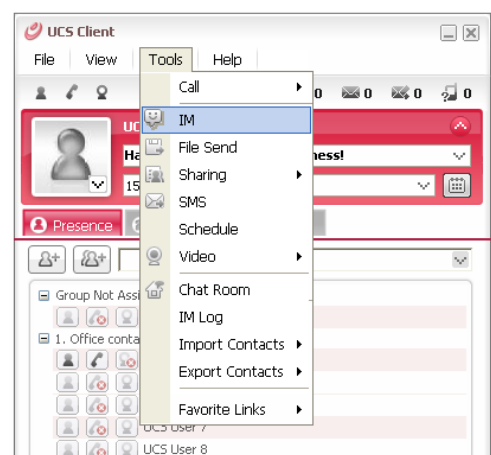 UCS Client
File View Tools Help
Call 0 0 0 0
UC
IM
Ha ness!
File Send
15
Sharing
SMS
Presence
Schedule
Video
Group Not Assi
Chat Room
IM Log
1. Office conta
Import Contacts
Export Contacts
Favorite Links
UCS User 7
UCS User 8